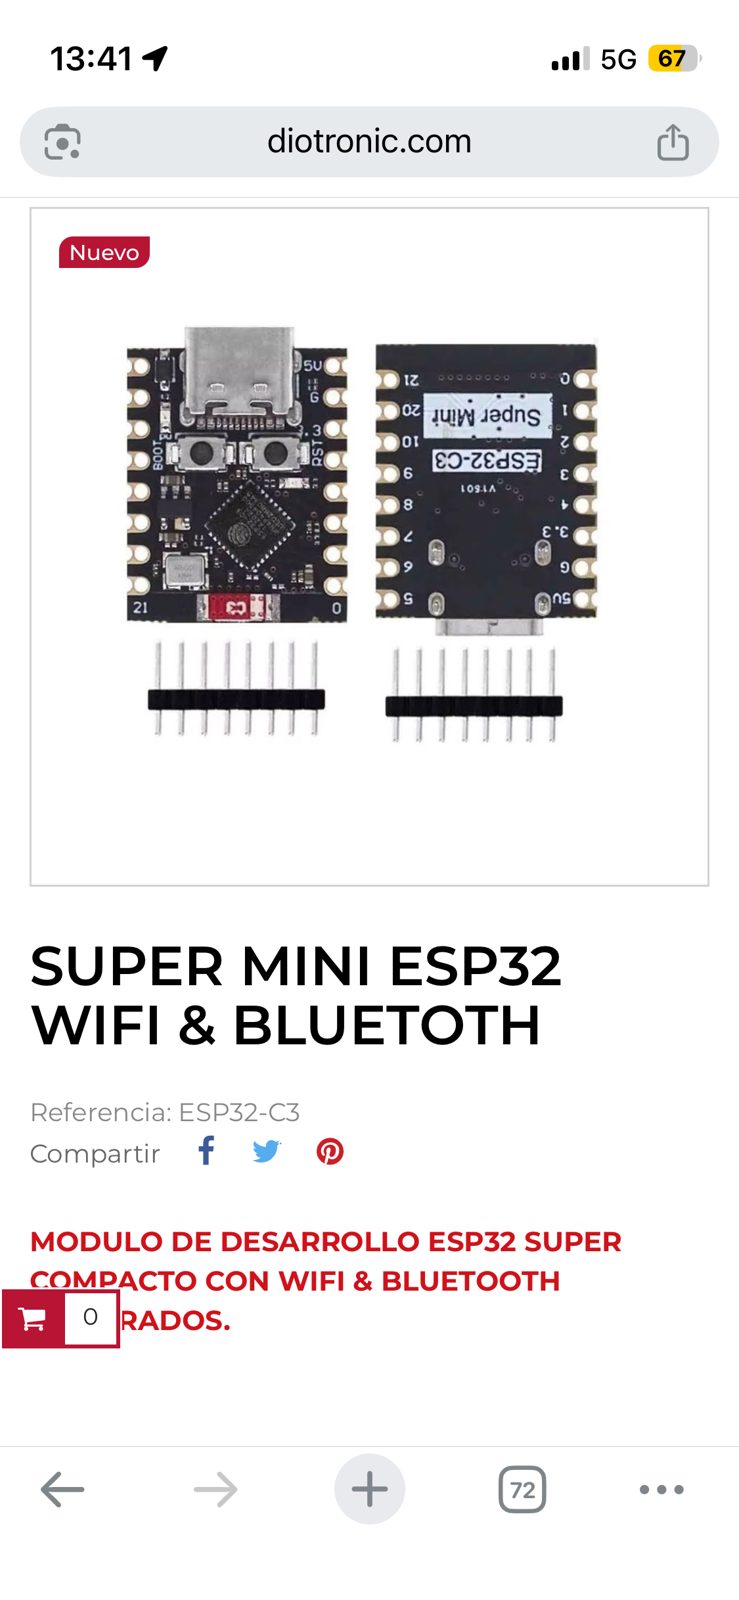 13:41
5G 67
diotronic.com
Nuevo
5V
G
3.3
BOOT
RST
C3
21 0
21 0
20 1
10 2
9 3
8 4
7 3.3
6 G
5 5V
Super Mini
ESP32-C3
V1501
SUPER MINI ESP32
WIFI & BLUETOTH
Referencia: ESP32-C3
Compartir
MODULO DE DESARROLLO ESP32 SUPER
COMPACTO CON WIFI & BLUETOOTH
0 RADOS.
72